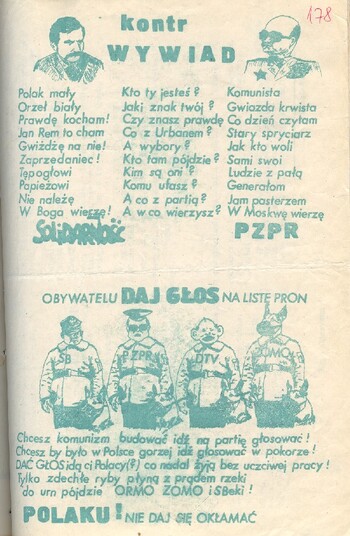 178
kontr
WYWIAD
Polak mały Kto ty jesteś? Komunista
Orzeł biały Jaki znak twój? Gwiazda krwista
Prawdę kocham! Czy znasz prawdę Co dzień czytam
Jan Rem to cham Co z Urbanem? Stary spryciarz
Gwiżdżę na nie! A wybory? Jak kto woli
Zaprzedaniec! Kto tam pójdzie? Sami swoi
Tępogłowi Kim są oni? Ludzie z pałą
Papieżowi Komu ufasz? Generałom
Nie należę A co z partią? Jam pasterzem
W Boga wierzę! A w co wierzysz? W Moskwę wierzę
SOLIDARNOŚĆ PZPR
OBYWATELU DAJ GŁOS NA LISTĘ PRON
SB PZPR DTV ZOMO
Chcesz komunizm budować idź na partię głosować!
Chcesz by było w Polsce gorzej idź głosować w pokorze!
DAĆ GŁOS idą ci Polacy(?) co nadal żyją bez uczciwej pracy!
Tylko zdechłe ryby płyną z prądem rzeki
do urn pójdzie ORMO ZOMO i SBeki!
POLAKU! NIE DAJ SIĘ OKŁAMAĆ